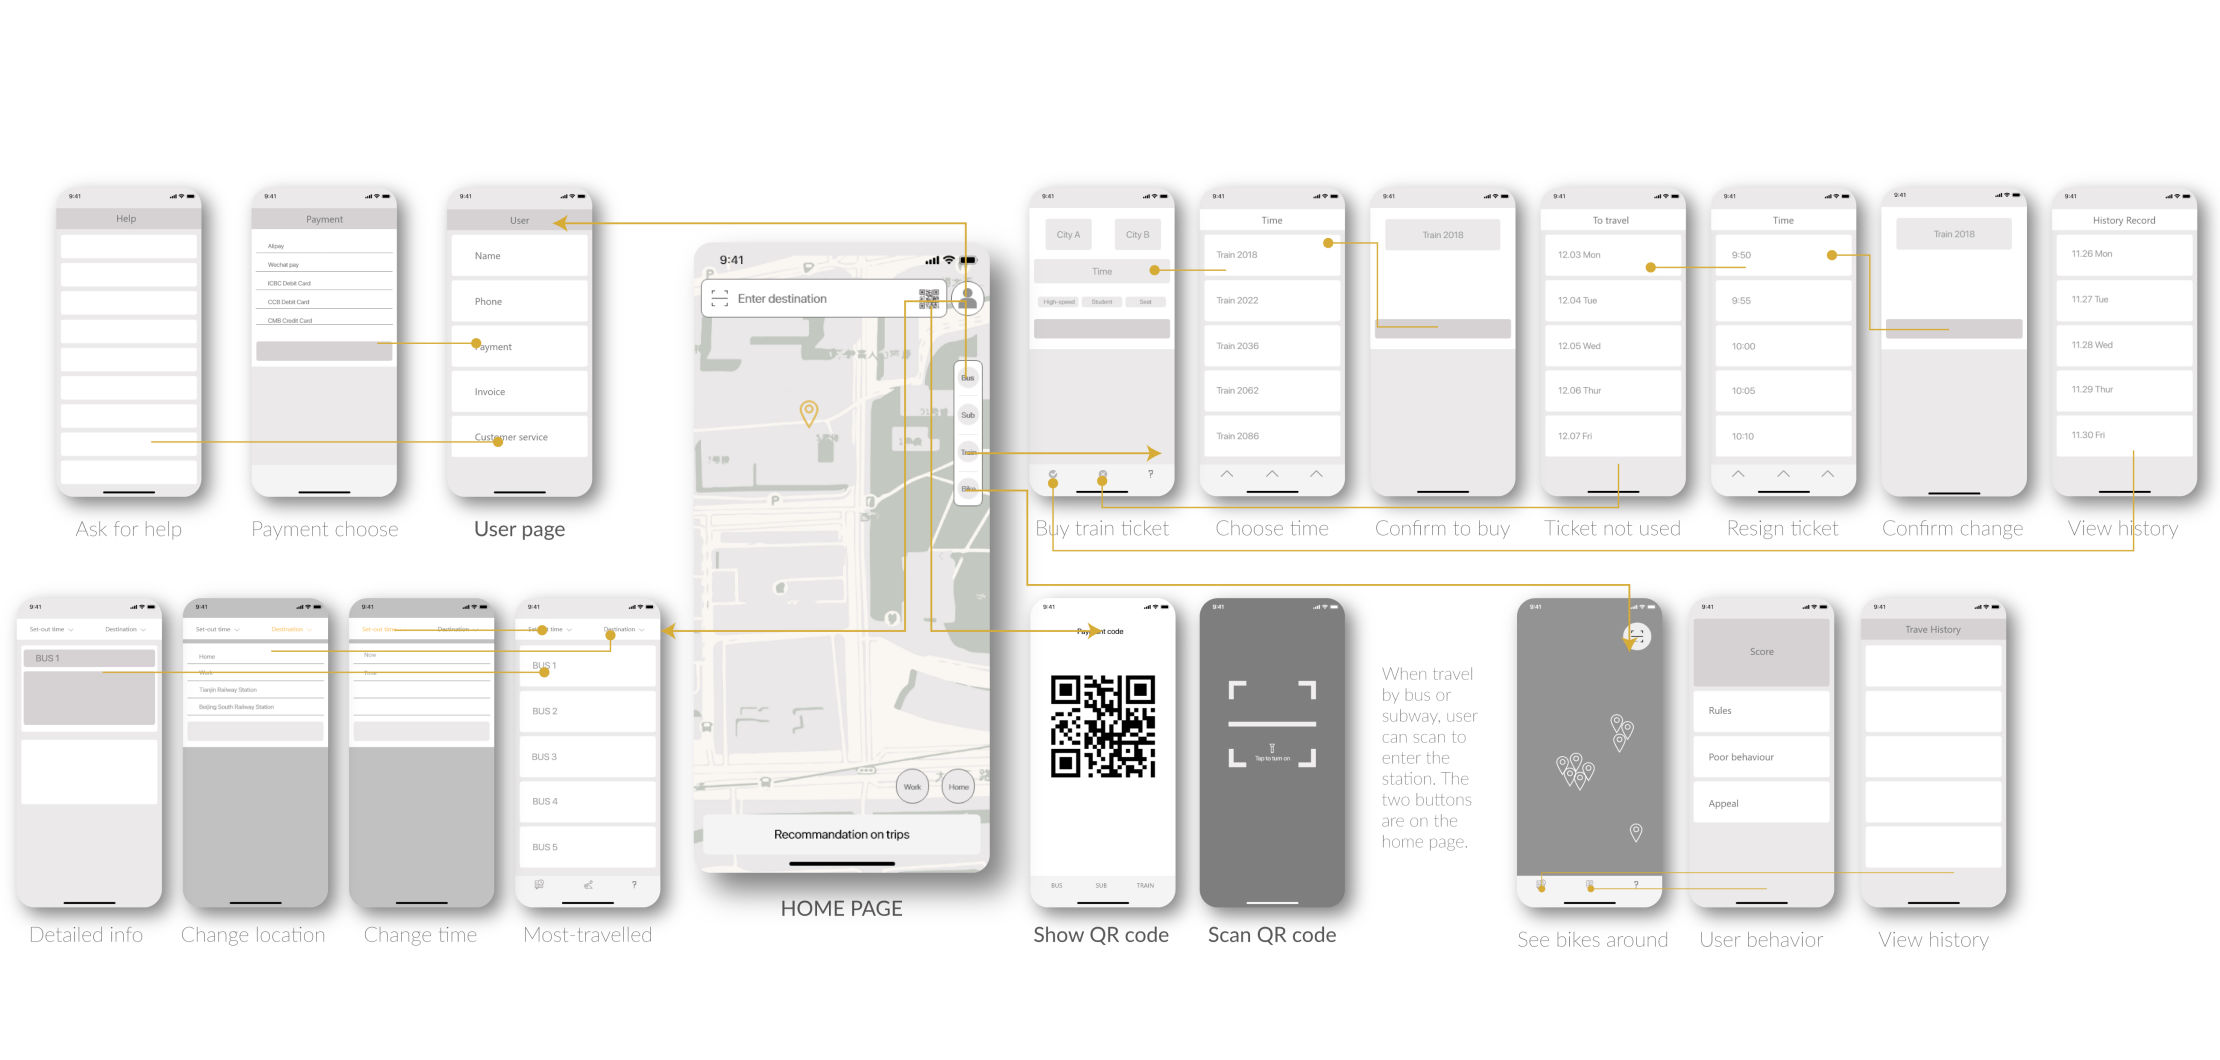 9:41
Help
Ask for help
9:41
Payment
Alipay
Wechat pay
ICBC Debit Card
CCB Debit Card
CMB Credit Card
Payment choose
9:41
User
Name
Phone
Payment
Invoice
Customer service
User page
9:41
Enter destination
Bus
Sub
Train
Bike
P
P
Work
Home
Recommandation on trips
HOME PAGE
9:41
City A
City B
Time
High-speed
Student
Seat
?
Buy train ticket
9:41
Time
Train 2018
Train 2022
Train 2036
Train 2062
Train 2086
Choose time
9:41
Train 2018
Confirm to buy
9:41
To travel
12.03 Mon
12.04 Tue
12.05 Wed
12.06 Thur
12.07 Fri
Ticket not used
9:41
Time
9:50
9:55
10:00
10:05
10:10
Resign ticket
9:41
Train 2018
Confirm change
9:41
History Record
11.26 Mon
11.27 Tue
11.28 Wed
11.29 Thur
11.30 Fri
View history
9:41
Set-out time
Destination
BUS 1
Detailed info
9:41
Set-out time
Destination
Home
Work
Tianjin Railway Station
Beijing South Railway Station
Change location
9:41
Set-out time
Destination
Now
Time
Change time
9:41
Set-out time
Destination
BUS 1
BUS 2
BUS 3
BUS 4
BUS 5
?
Most-travelled
9:41
Payment code
BUS
SUB
TRAIN
Show QR code
9:41
Tap to turn on
Scan QR code
When travel
by bus or
subway, user
can scan to
enter the
station. The
two buttons
are on the
home page.
9:41
?
See bikes around
9:41
Score
Rules
Poor behaviour
Appeal
User behavior
9:41
Trave History
View history